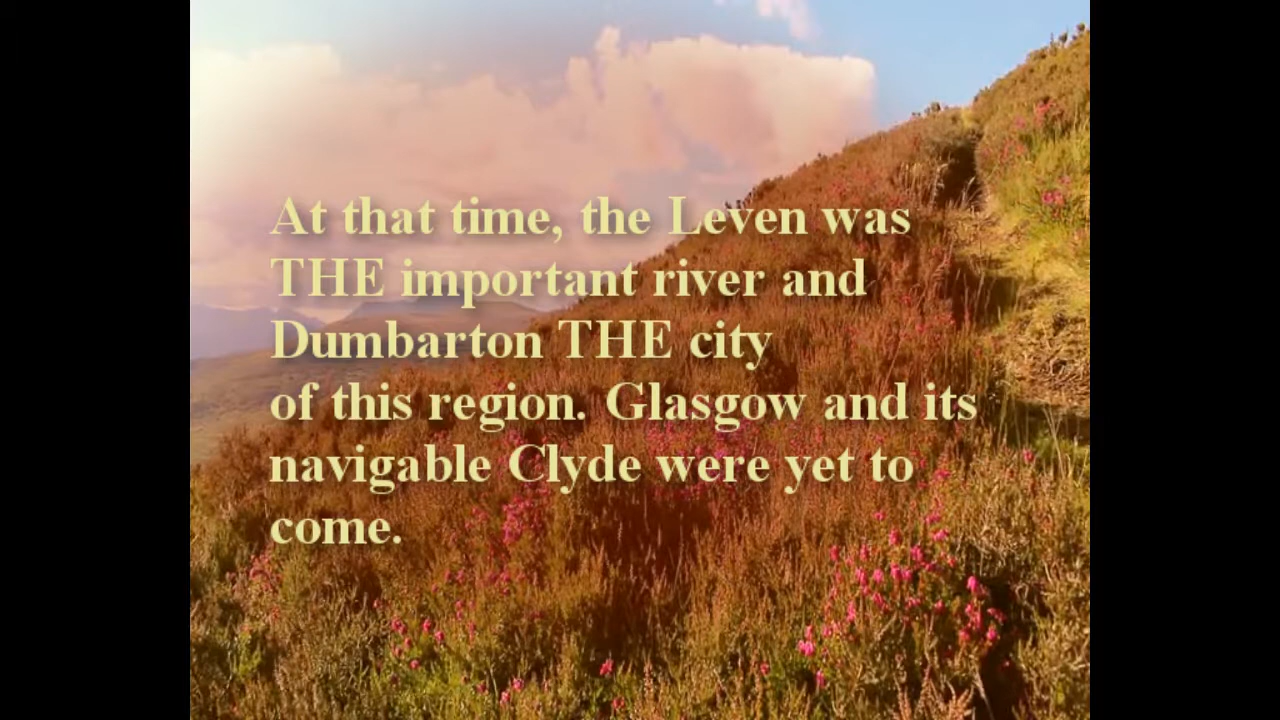 At that time, the Leven was
THE important river and
Dumbarton THE city
of this region. Glasgow and its
navigable Clyde were yet to
come.